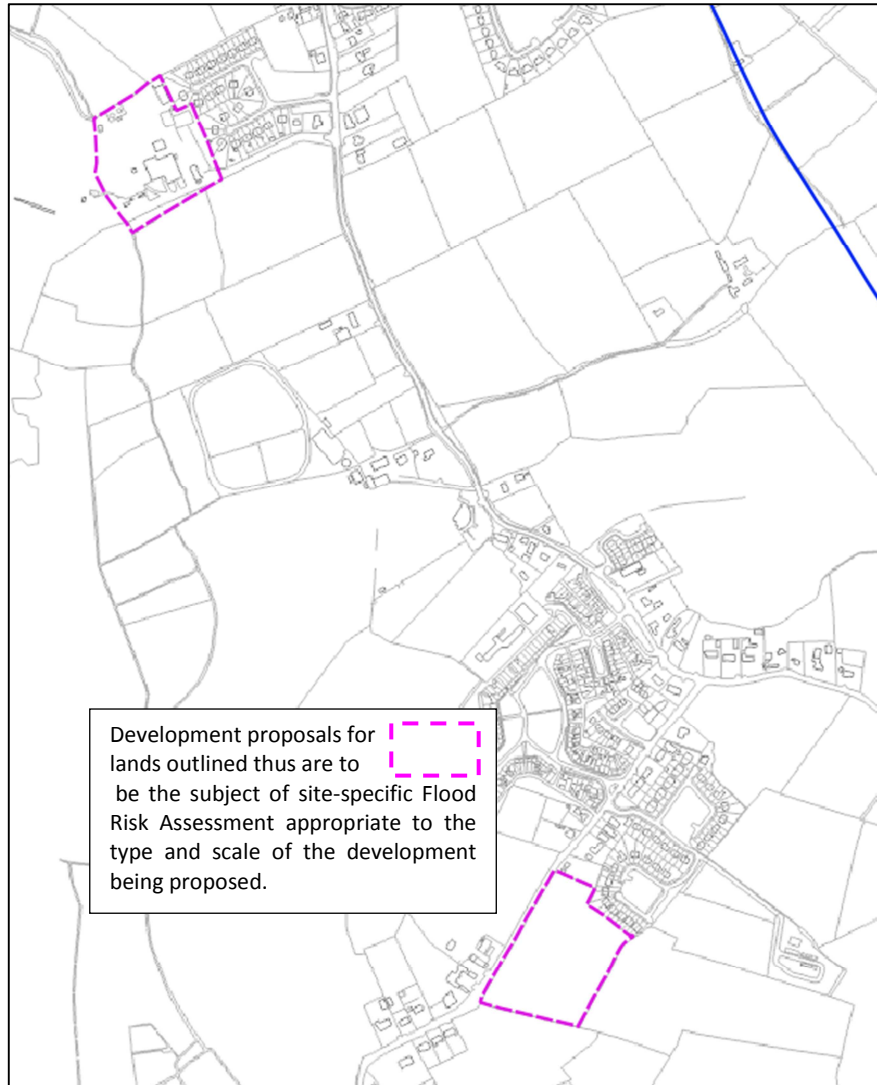 Development proposals for
lands outlined thus are to
be the subject of site-specific Flood
Risk Assessment appropriate to the
type and scale of the development
being proposed.